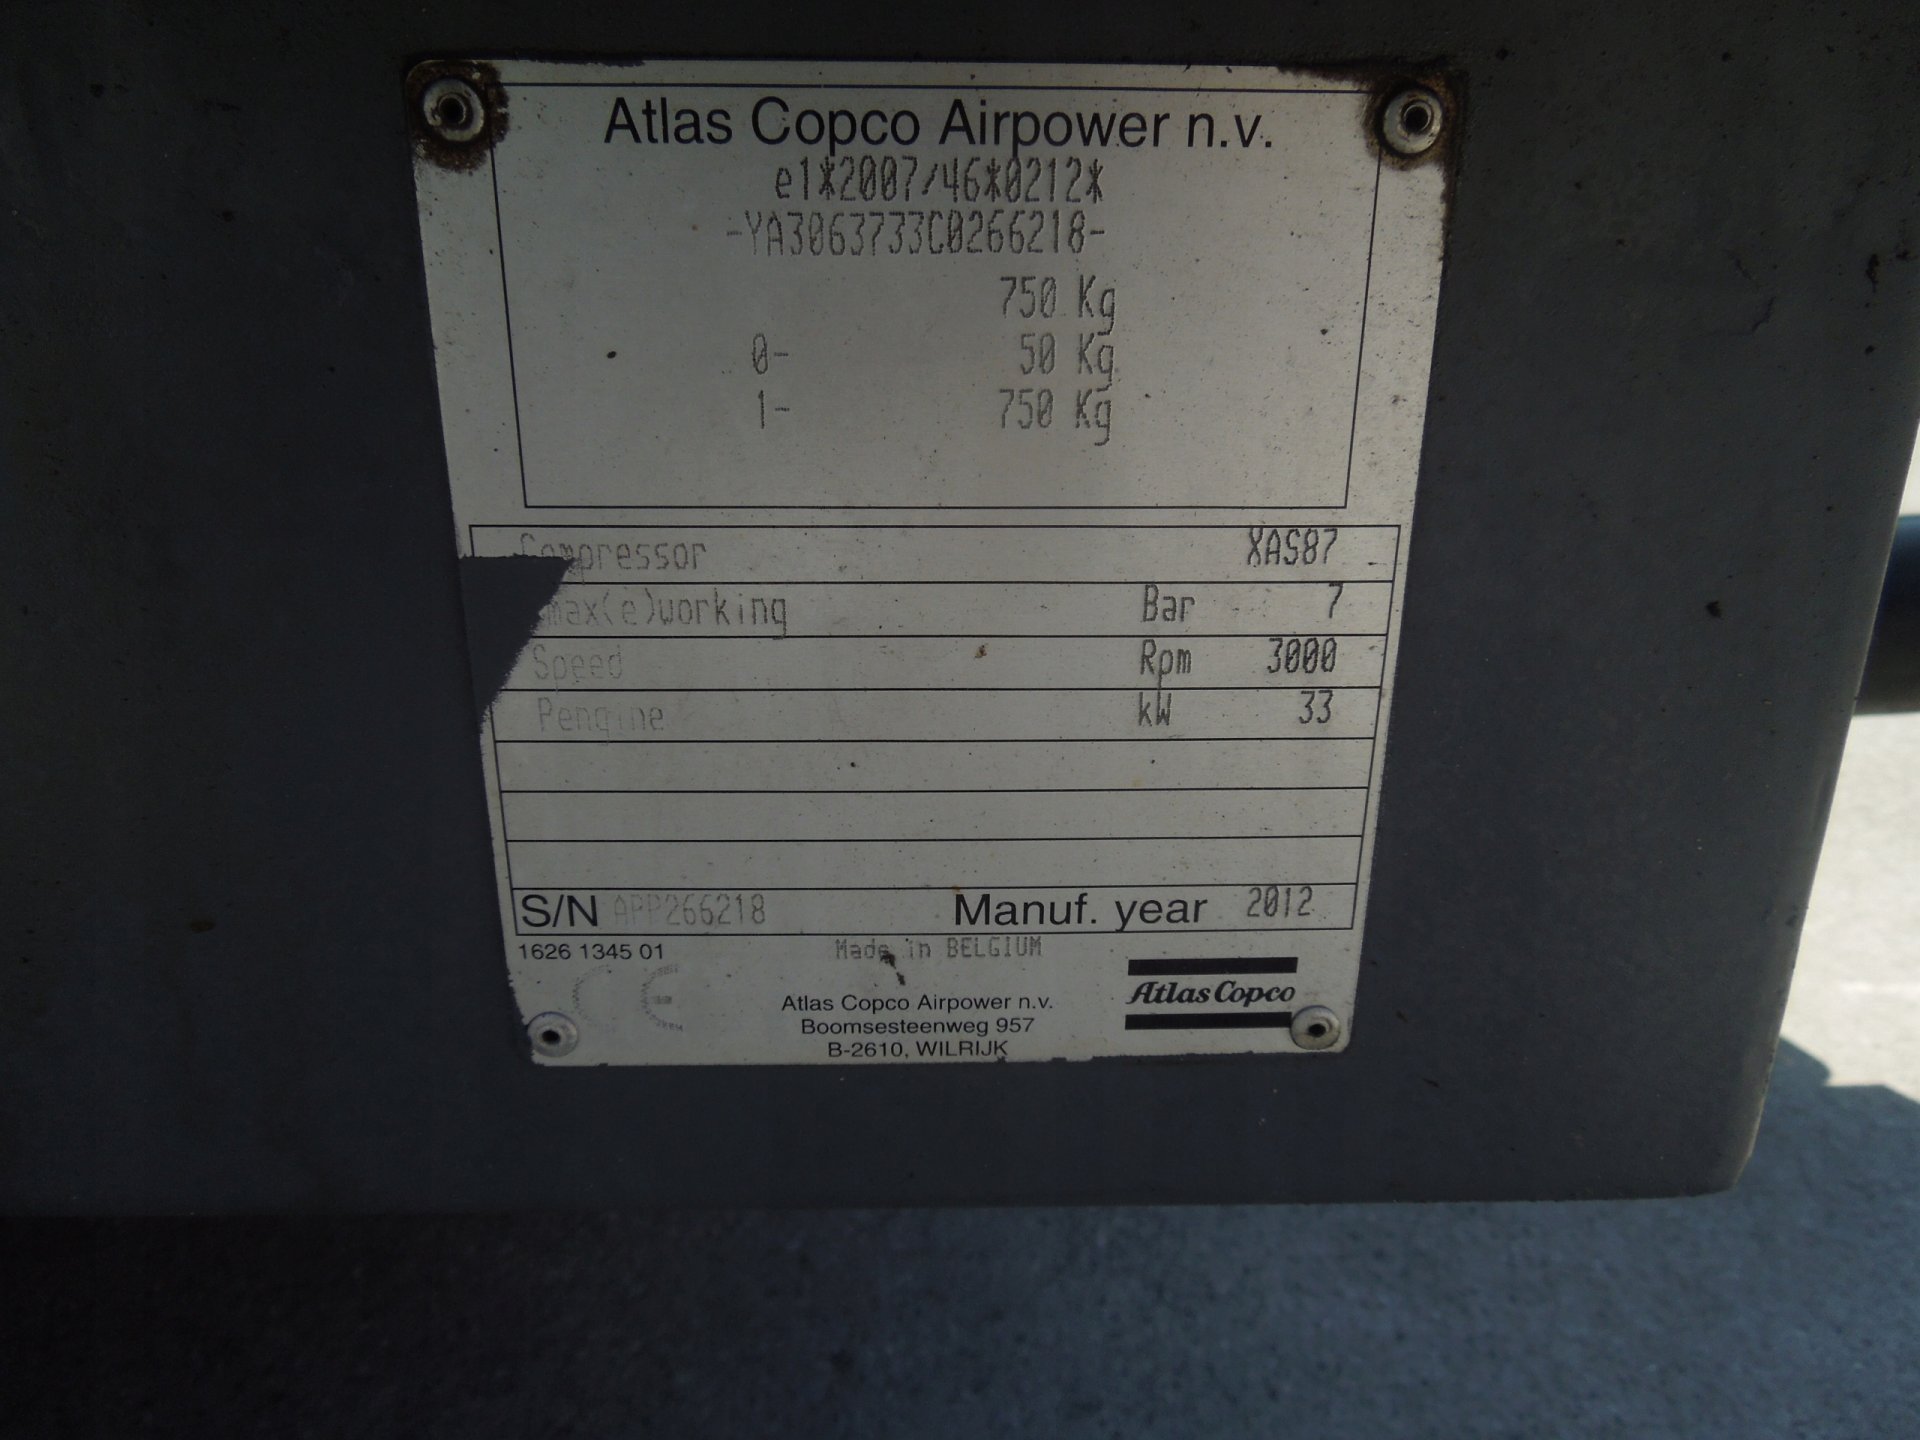 Atlas Copco Airpower n.v.
e1*2007/46*0212*
-YA3063733C0266218-
750 Kg
0- 50 Kg
1- 750 Kg
Compressor XAS87
max(e)working Bar 7
Speed Rpm 3000
Pengine kW 33
S/N APP266218 Manuf. year 2012
1626 1345 01 Made in BELGIUM
CE
Atlas Copco Airpower n.v.
Boomsesteenweg 957
B-2610, WILRIJK
Atlas Copco